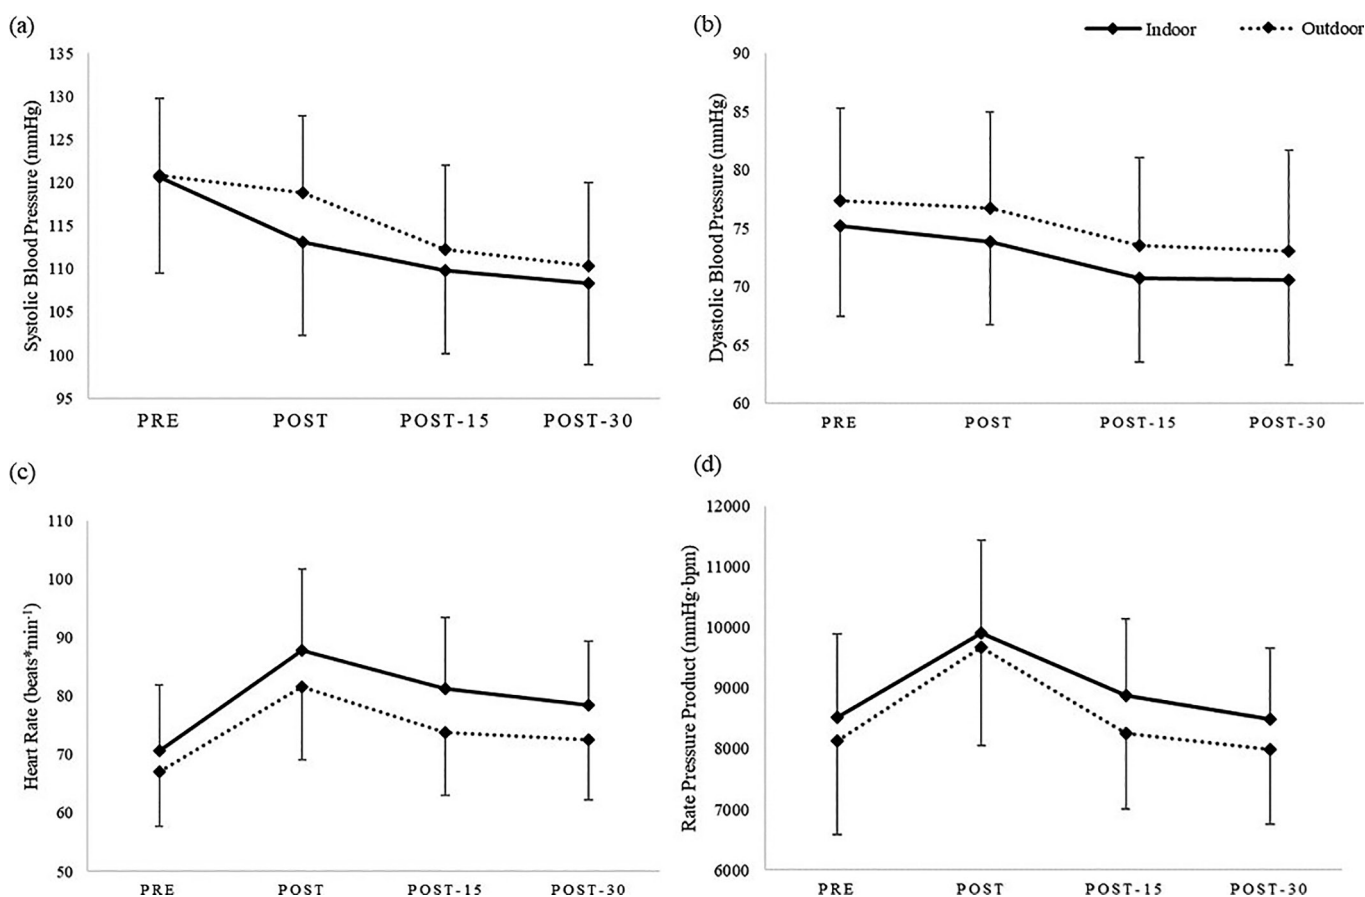 (a)
Systolic Blood Pressure (mmHg)
135
130
125
120
115
110
105
100
95
PRE POST POST-15 POST-30
(b)
Indoor Outdoor
Dyastolic Blood Pressure (mmHg)
90
85
80
75
70
65
60
PRE POST POST-15 POST-30
(c)
Heart Rate (beats*min⁻¹)
110
100
90
80
70
60
50
PRE POST POST-15 POST-30
(d)
Rate Pressure Product (mmHg·bpm)
12000
11000
10000
9000
8000
7000
6000
PRE POST POST-15 POST-30